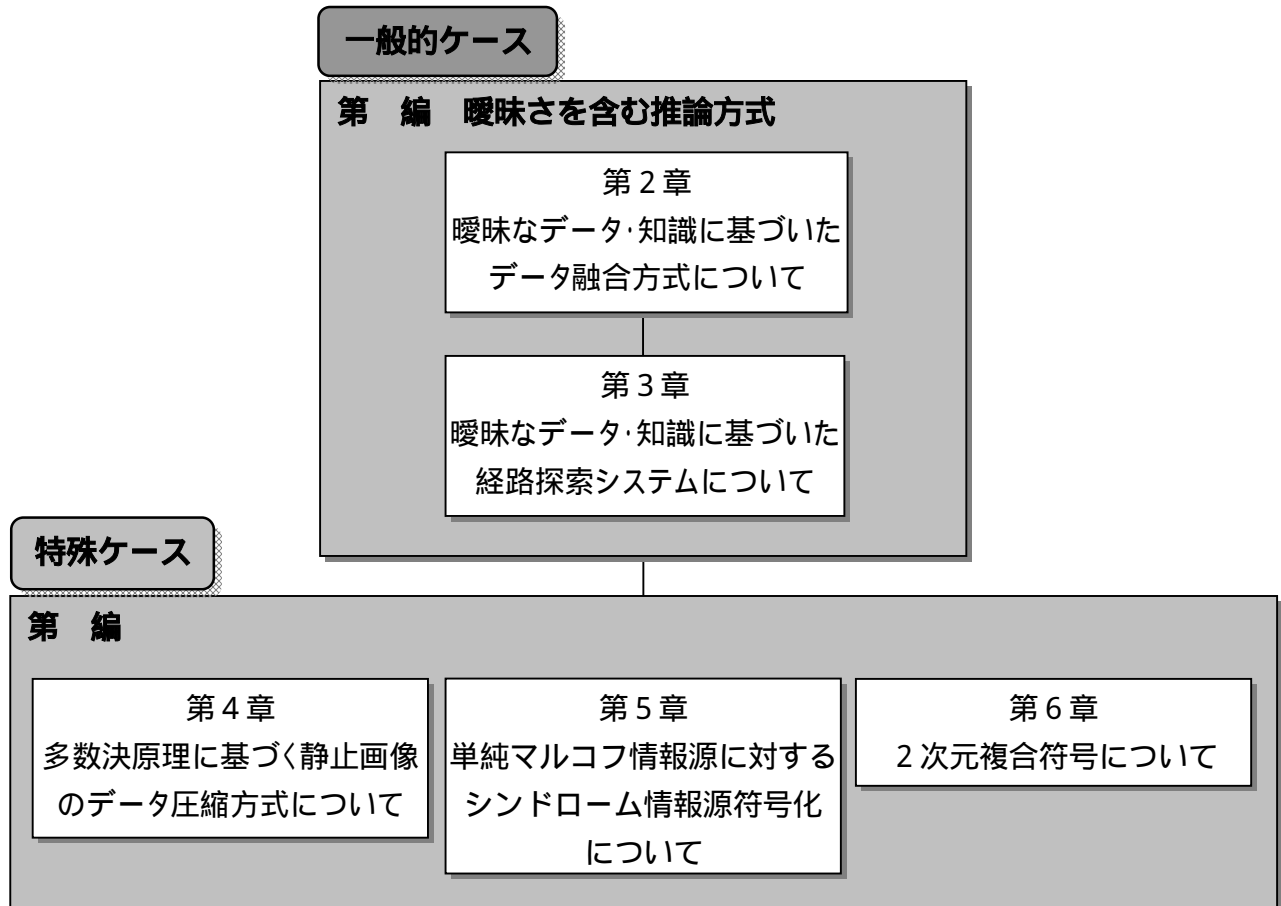 一般的ケース
第　編　曖昧さを含む推論方式
第２章
曖昧なデータ・知識に基づいた
データ融合方式について
第３章
曖昧なデータ・知識に基づいた
経路探索システムについて
特殊ケース
第　編
第４章
多数決原理に基づく静止画像
のデータ圧縮方式について
第５章
単純マルコフ情報源に対する
シンドローム情報源符号化
について
第６章
２次元複合符号について